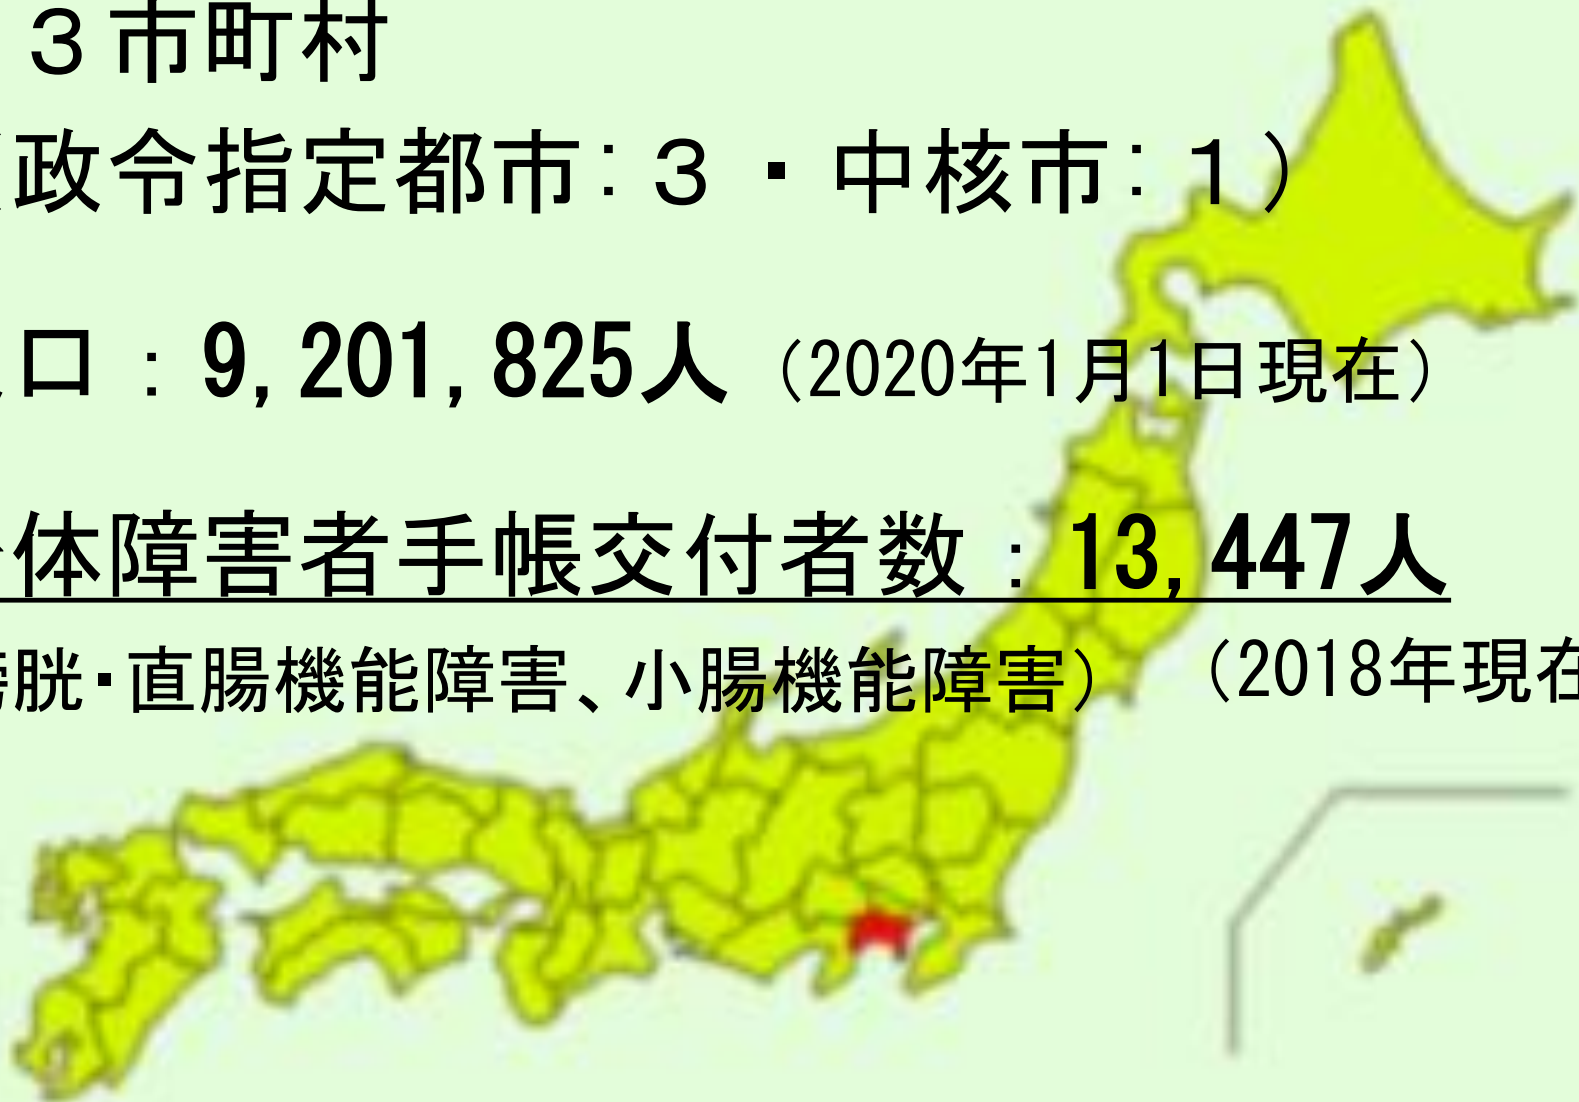 ３市町村
政令指定都市：３・中核市：１）
口：9,201,825人（2020年1月1日現在）
体障害者手帳交付者数：13,447人
胱・直腸機能障害、小腸機能障害）（2018年現在